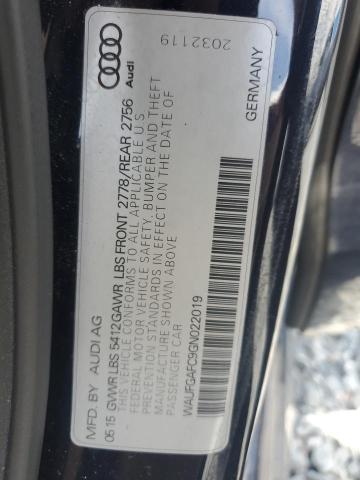 MFD. BY AUDI AG
05 15 GVWR LBS 5412 GAWR LBS FRONT 2778/REAR 2756
THIS VEHICLE CONFORMS TO ALL APPLICABLE U S
FEDERAL MOTOR VEHICLE SAFETY, BUMPER AND THEFT
PREVENTION STANDARDS IN EFFECT ON THE DATE OF
MANUFACTURE SHOWN ABOVE
PASSENGER CAR
WAUFGAFC9GN022019
GERMANY
Audi
2032119